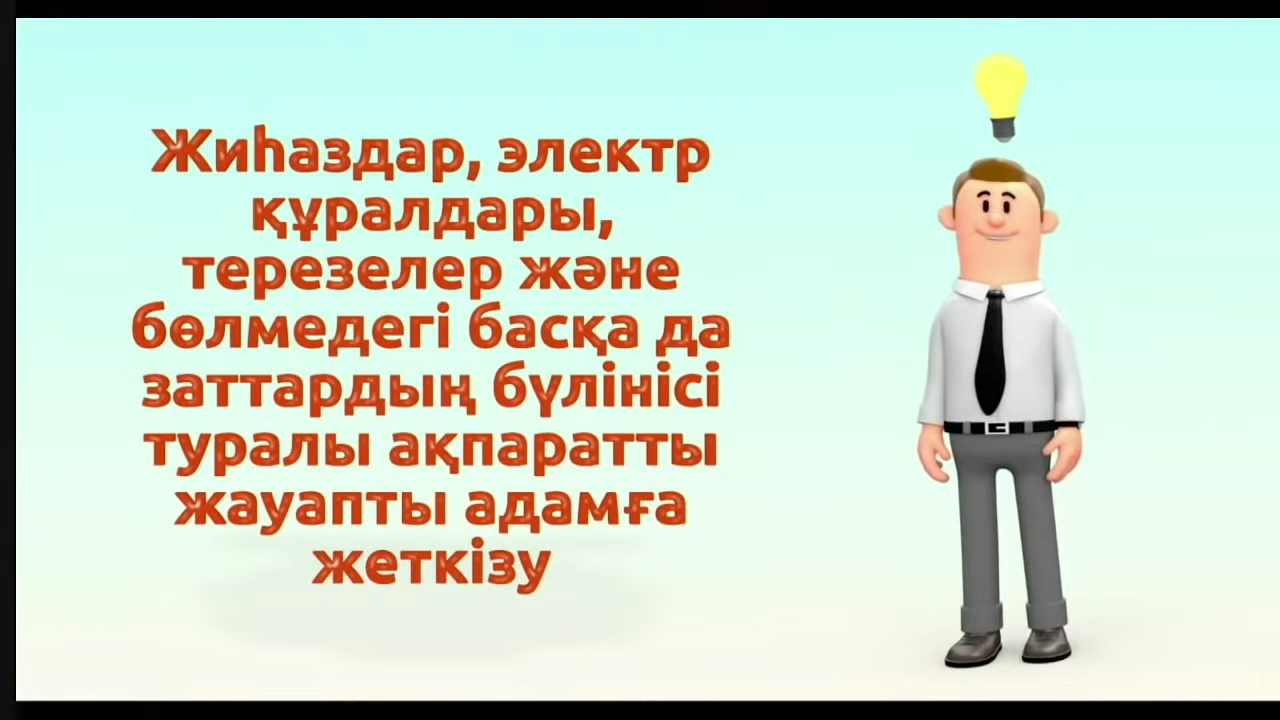 Жиһаздар, электр
құралдары,
терезелер және
бөлмедегі басқа да
заттардың бүлінісі
туралы ақпаратты
жауапты адамға
жеткізу